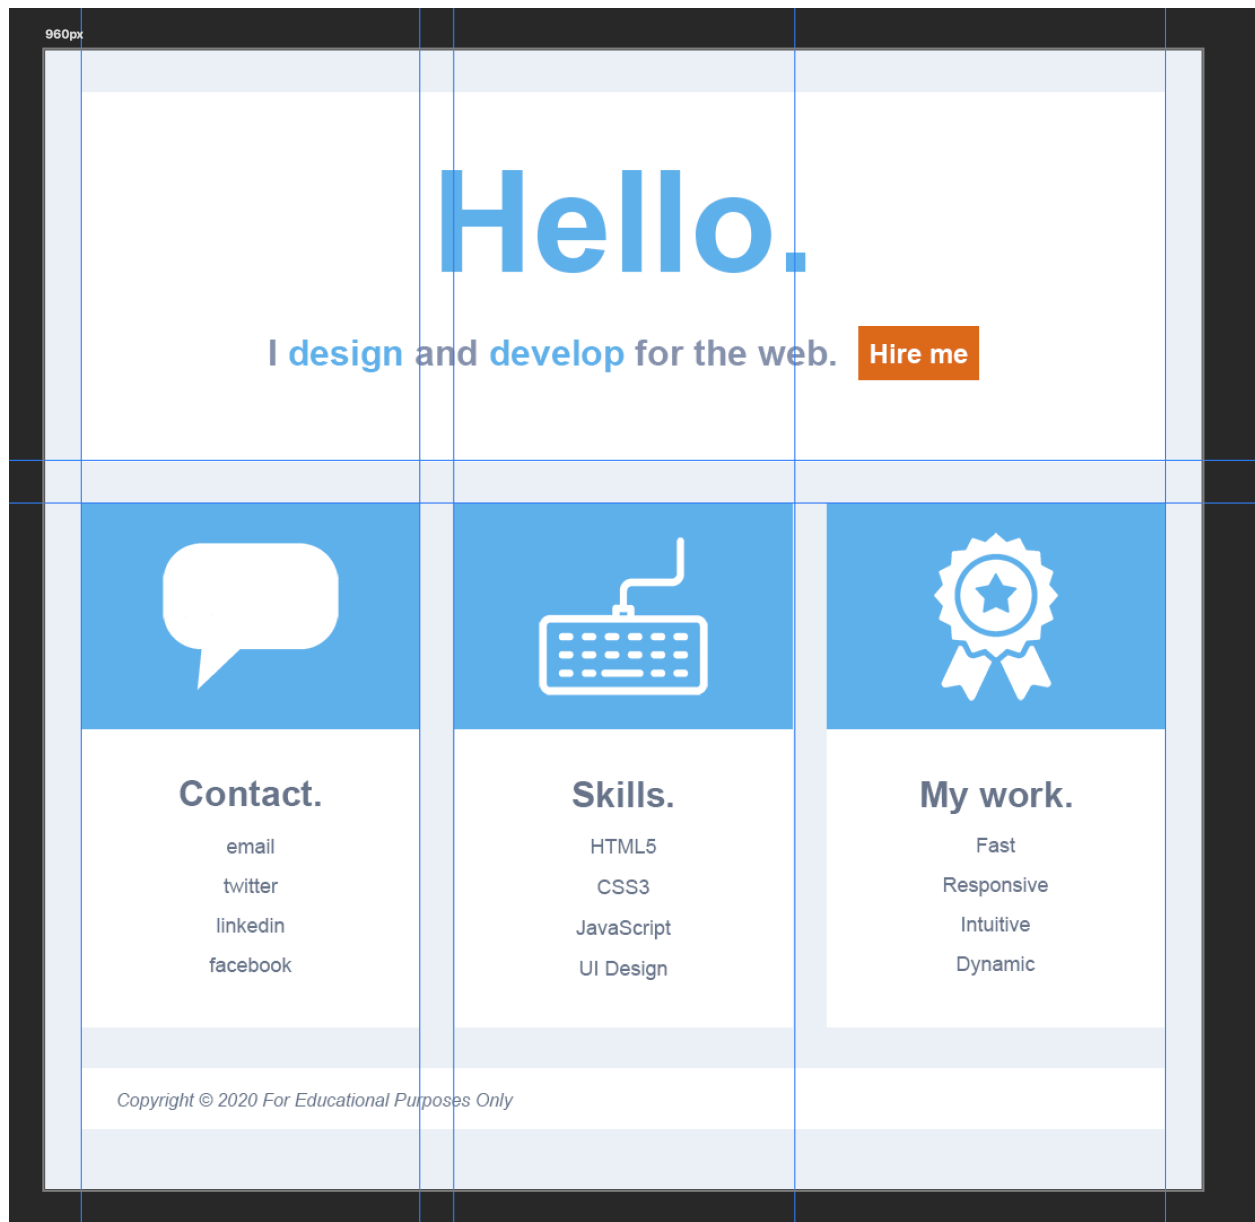 960px
Hello.
I design and develop for the web. Hire me
Contact.
email
twitter
linkedin
facebook
Skills.
HTML5
CSS3
JavaScript
UI Design
My work.
Fast
Responsive
Intuitive
Dynamic
Copyright © 2020 For Educational Purposes Only